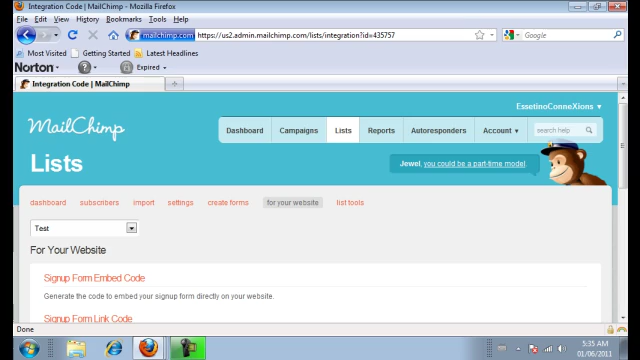 Integration Code | MailChimp - Mozilla Firefox
File Edit View History Bookmarks Tools Help
mailchimp.com https://us2.admin.mailchimp.com/lists/integration?id=435757 Google
Most Visited Getting Started Latest Headlines
Norton Expired
Integration Code | MailChimp
EssetinoConneXions
MailChimp
Dashboard Campaigns Lists Reports Autoresponders Account search help
Lists
Jewel, you could be a part-time model.
dashboard subscribers import settings create forms for your website list tools
Test
For Your Website
Signup Form Embed Code
Generate the code to embed your signup form directly on your website.
Signup Form Link Code
Done
5:35 AM
01/06/2011